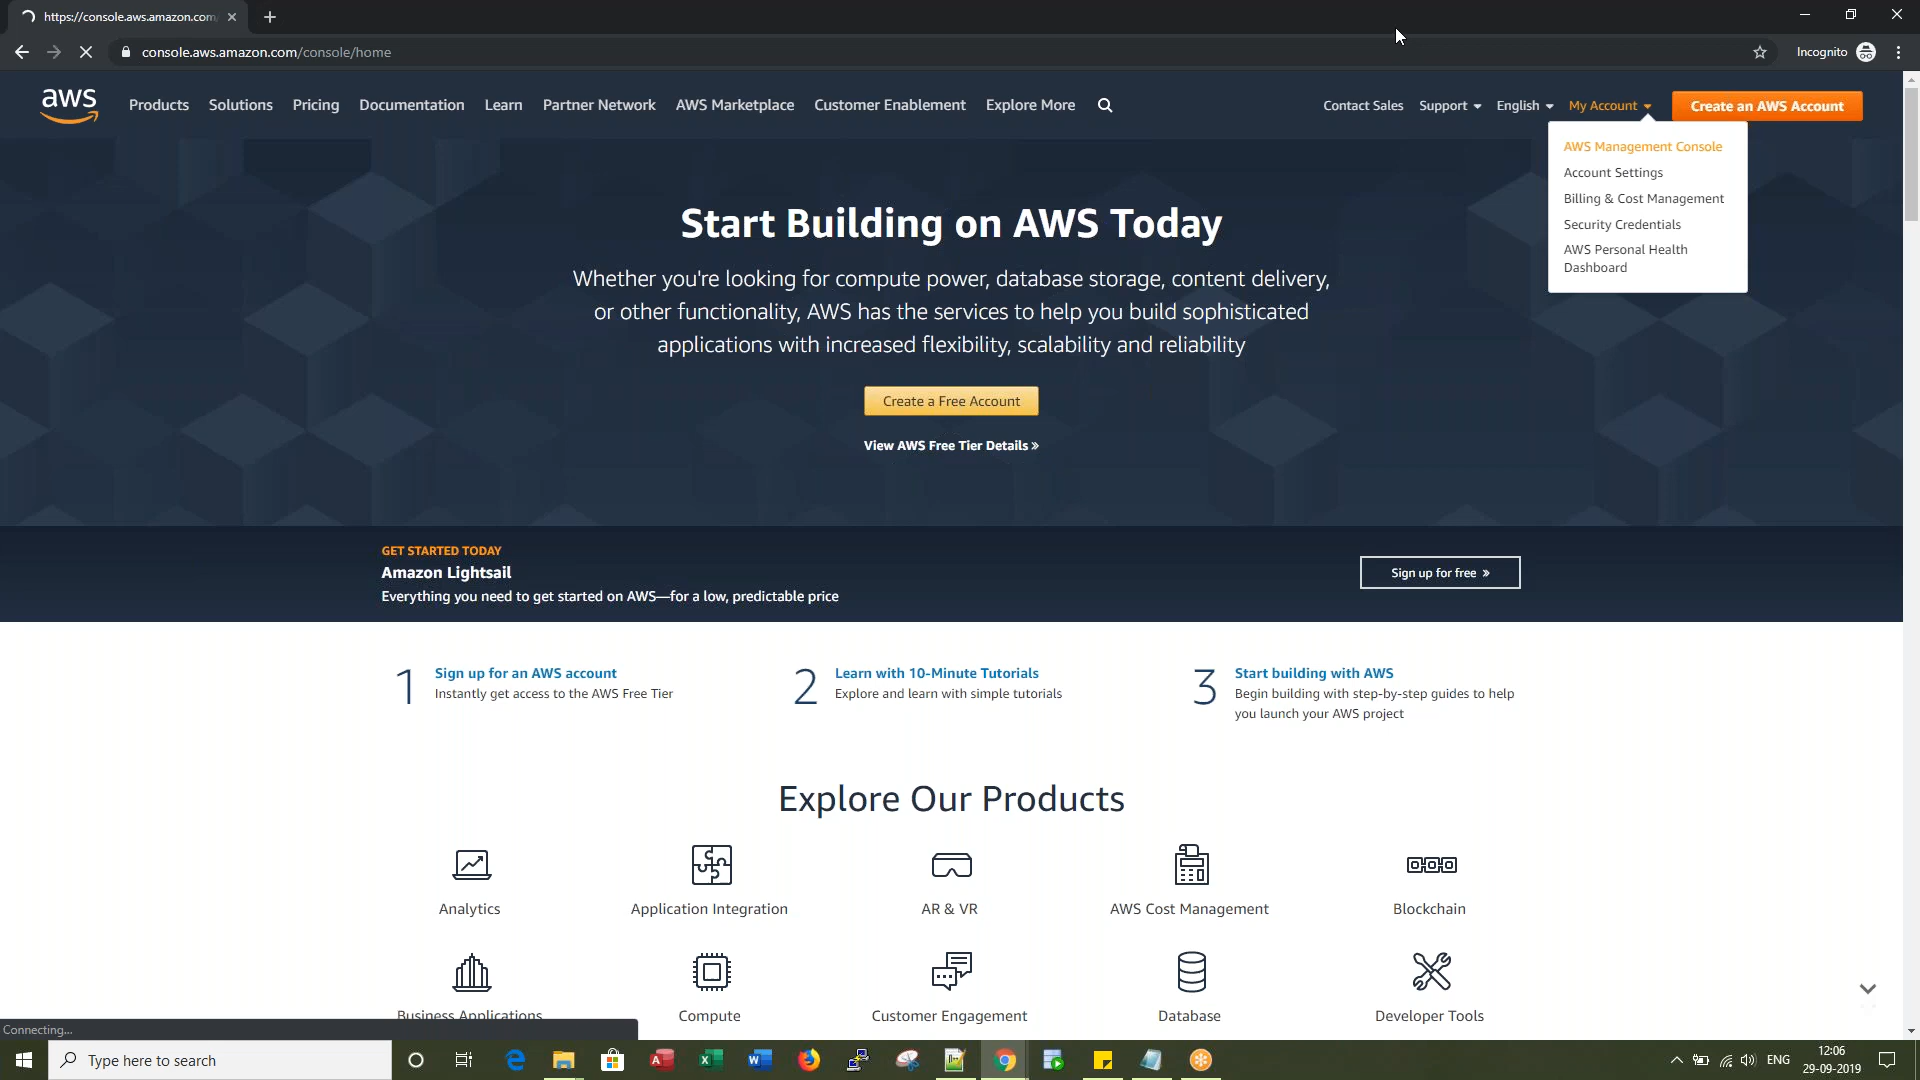 https://console.aws.amazon.com/
console.aws.amazon.com/console/home
Incognito
aws
Products Solutions Pricing Documentation Learn Partner Network AWS Marketplace Customer Enablement Explore More
Contact Sales Support English My Account Create an AWS Account
AWS Management Console
Account Settings
Billing & Cost Management
Security Credentials
AWS Personal Health
Dashboard
Start Building on AWS Today
Whether you're looking for compute power, database storage, content delivery,
or other functionality, AWS has the services to help you build sophisticated
applications with increased flexibility, scalability and reliability
Create a Free Account
View AWS Free Tier Details »
GET STARTED TODAY
Amazon Lightsail
Everything you need to get started on AWS—for a low, predictable price
Sign up for free »
1
Sign up for an AWS account
Instantly get access to the AWS Free Tier
2
Learn with 10-Minute Tutorials
Explore and learn with simple tutorials
3
Start building with AWS
Begin building with step-by-step guides to help
you launch your AWS project
Explore Our Products
Analytics Application Integration AR & VR AWS Cost Management Blockchain
Business Applications Compute Customer Engagement Database Developer Tools
Connecting...
Type here to search
ENG
12:06
29-09-2019